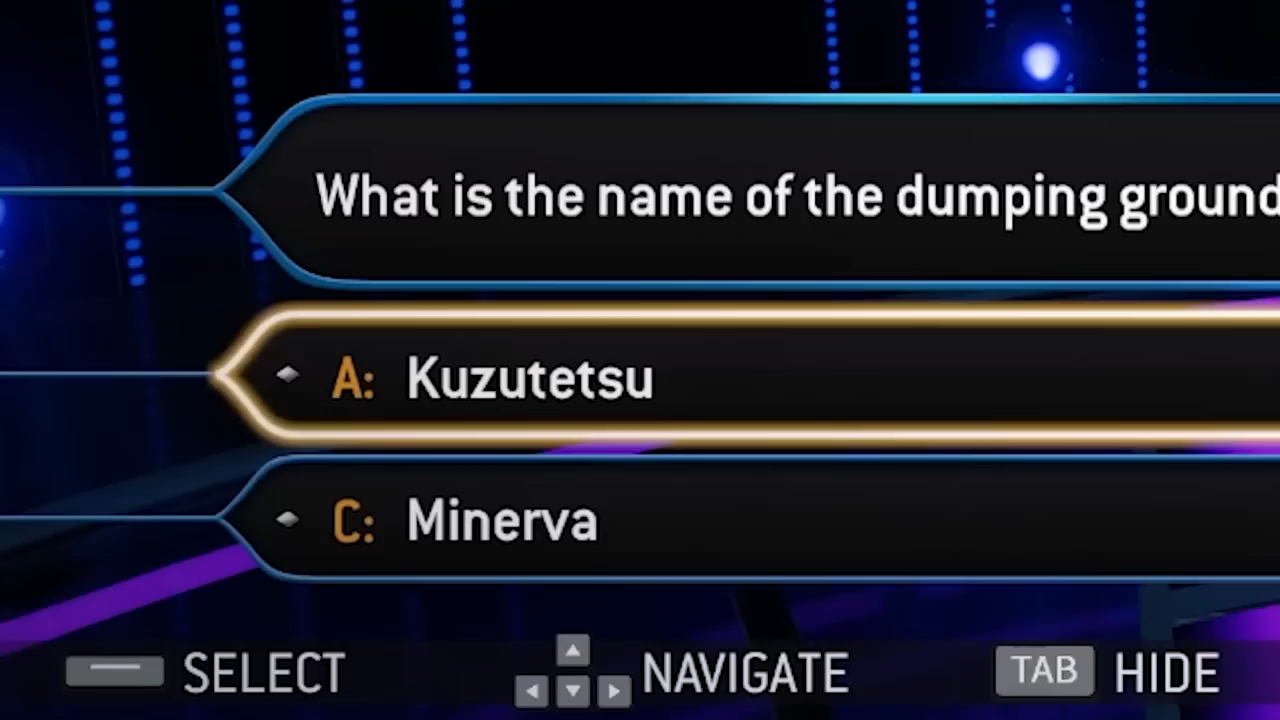 What is the name of the dumping ground
A: Kuzutetsu
C: Minerva
SELECT NAVIGATE TAB HIDE